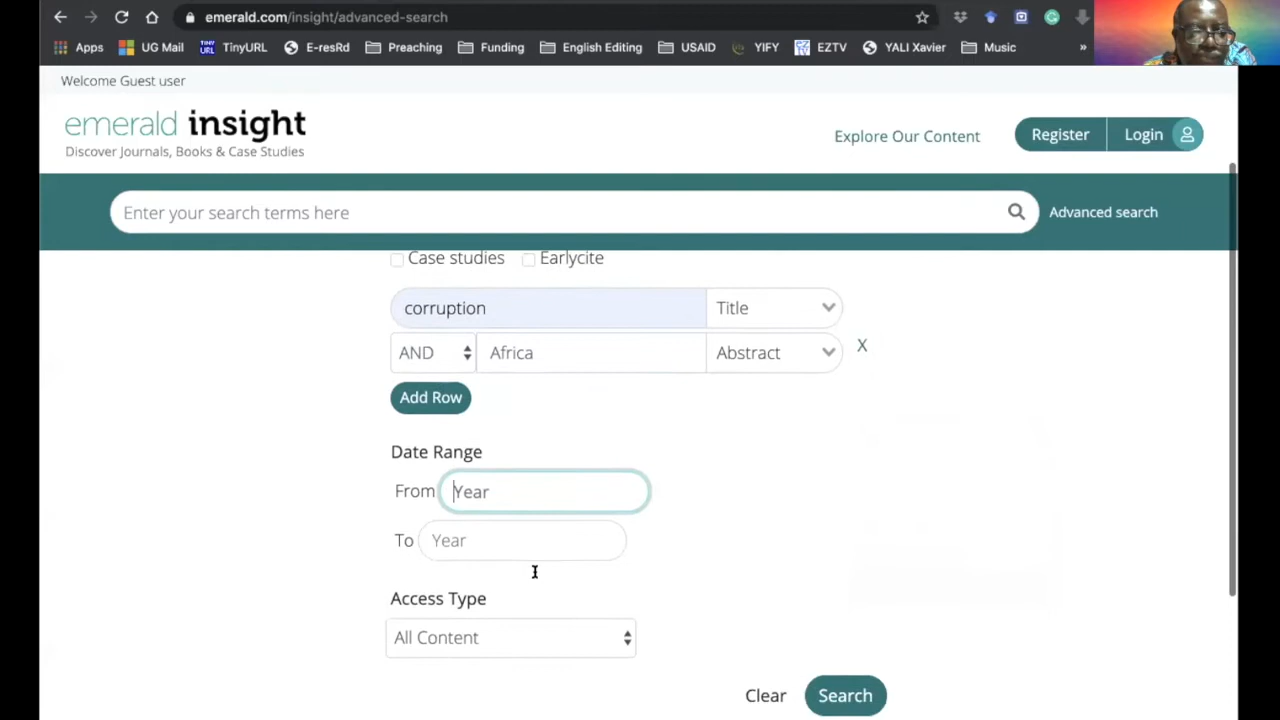 emerald.com/insight/advanced-search
Apps UG Mail TINY URL TinyURL E-resRd Preaching Funding English Editing USAID YIFY EZTV YALI Xavier Music »
Welcome Guest user
emerald insight
Discover Journals, Books & Case Studies
Explore Our Content Register Login
Enter your search terms here Advanced search
Case studies Earlycite
corruption Title
AND Africa Abstract X
Add Row
Date Range
From Year
To Year
Access Type
All Content
Clear Search